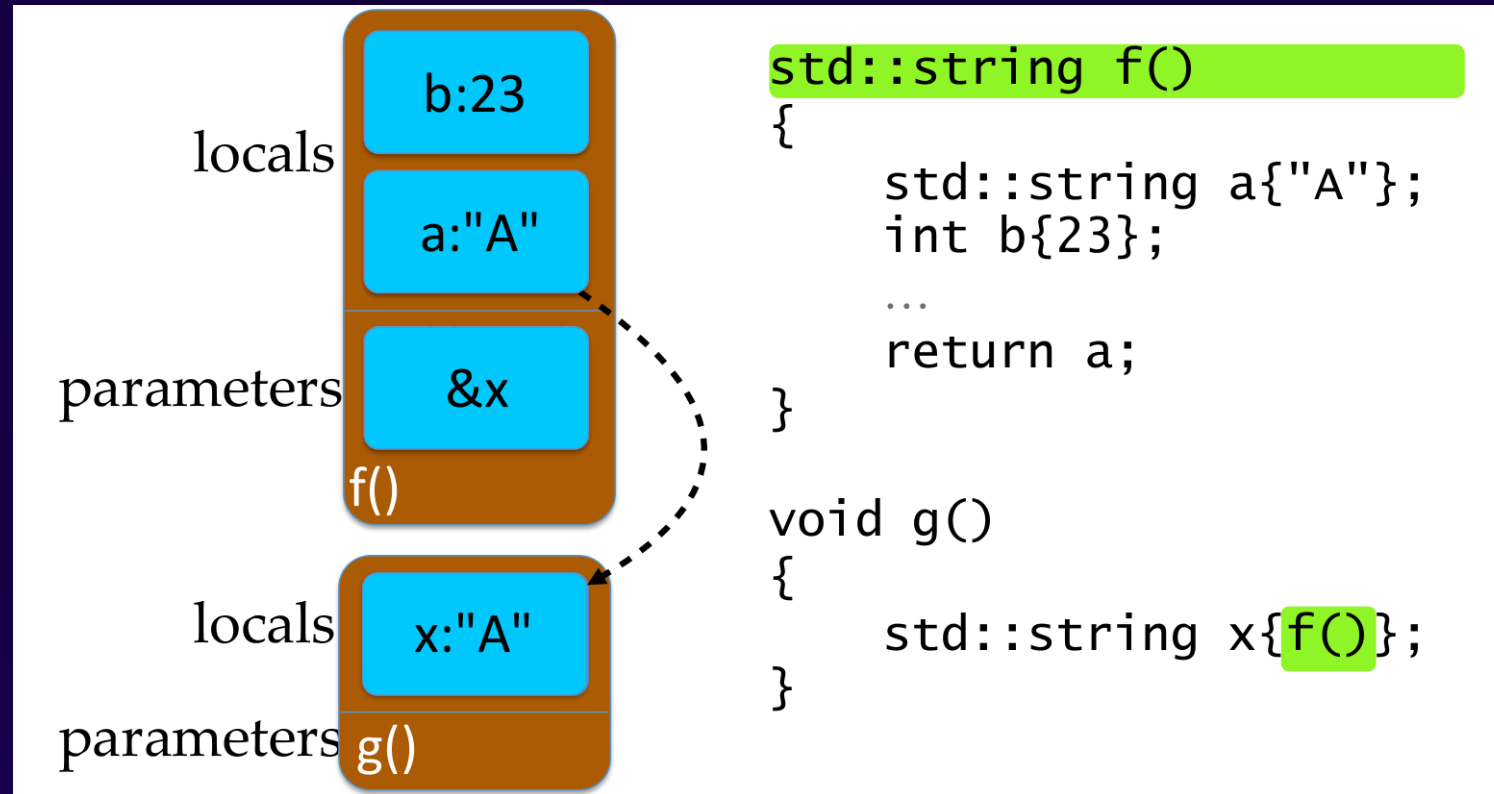 locals
b:23
a:"A"
parameters
&x
f()
locals
x:"A"
parameters
g()
std::string f()
{
    std::string a{"A"};
    int b{23};
    ...
    return a;
}
void g()
{
    std::string x{f()};
}